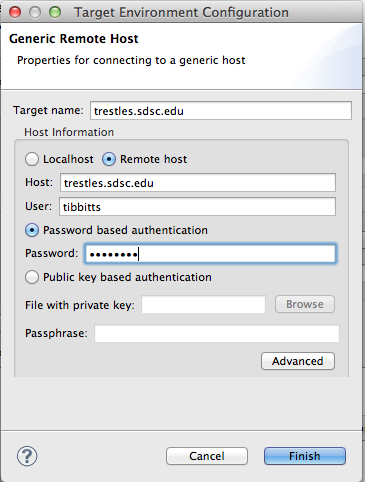 Target Environment Configuration
Generic Remote Host
Properties for connecting to a generic host
Target name: trestles.sdsc.edu
Host Information
Localhost Remote host
Host: trestles.sdsc.edu
User: tibbitts
Password based authentication
Password: ••••••••
Public key based authentication
File with private key: Browse
Passphrase:
Advanced
? Cancel Finish